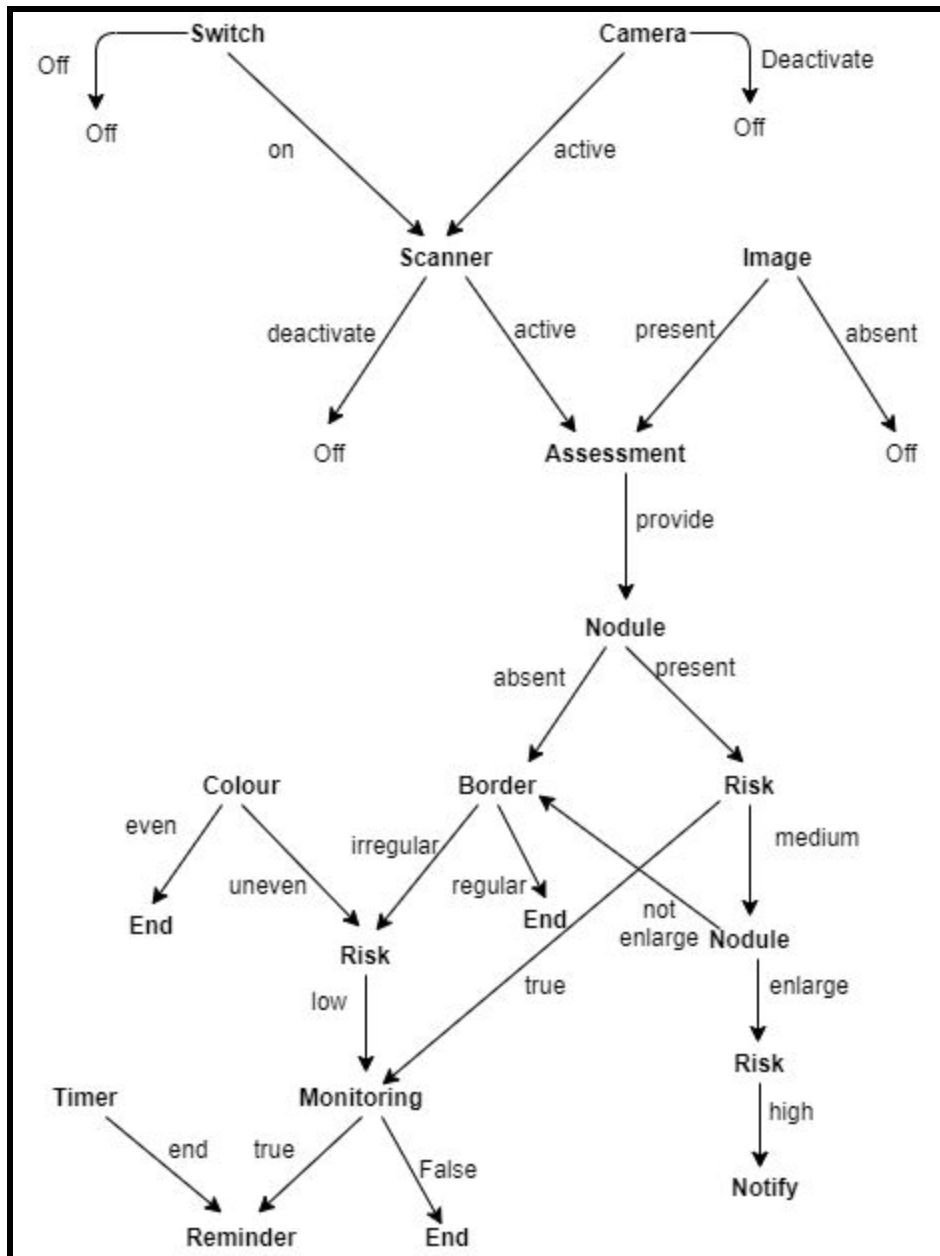 Switch
Camera
Off
Deactivate
Off
Off
on
active
Scanner
Image
deactivate
active
present
absent
Off
Assessment
Off
provide
Nodule
absent
present
Colour
Border
Risk
even
irregular
medium
uneven
regular
End
End
not
enlarge
Nodule
Risk
low
true
enlarge
Risk
Timer
Monitoring
high
end
true
False
Notify
Reminder
End